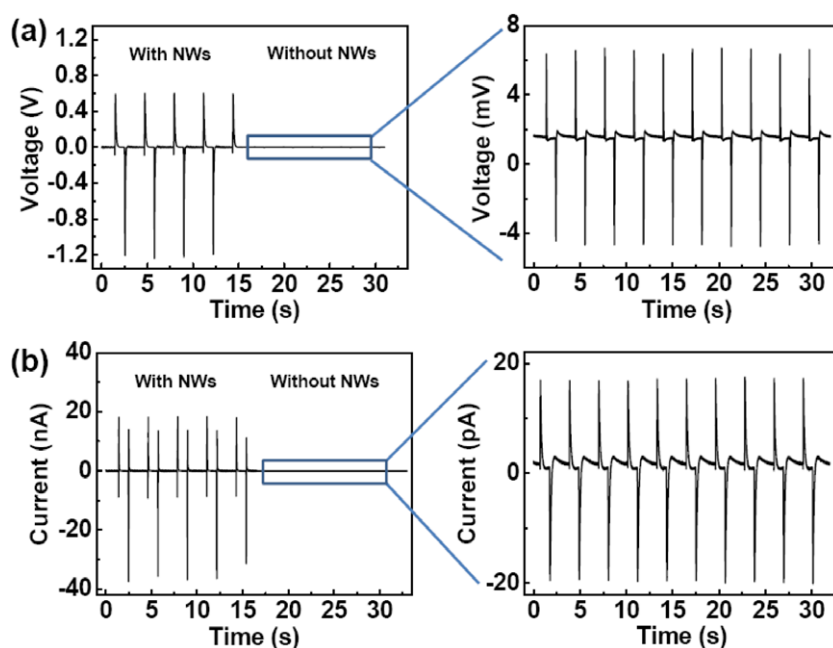 (a)
1.2
0.8
0.4
0.0
-0.4
-0.8
-1.2
Voltage (V)
With NWs
Without NWs
0 5 10 15 20 25 30
Time (s)
8
4
0
-4
Voltage (mV)
0 5 10 15 20 25 30
Time (s)
(b)
40
20
0
-20
-40
Current (nA)
With NWs
Without NWs
0 5 10 15 20 25 30
Time (s)
20
0
-20
Current (pA)
0 5 10 15 20 25 30
Time (s)